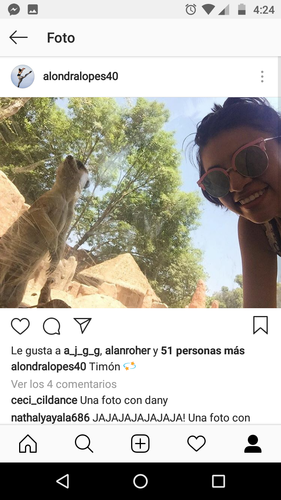 4:24
Foto
alondralopes40
Le gusta a a_j_g_g, alanroher y 51 personas más
alondralopes40 Timón
Ver los 4 comentarios
ceci_cildance Una foto con dany
nathalyayala686 JAJAJAJAJAJAJA! Una foto con